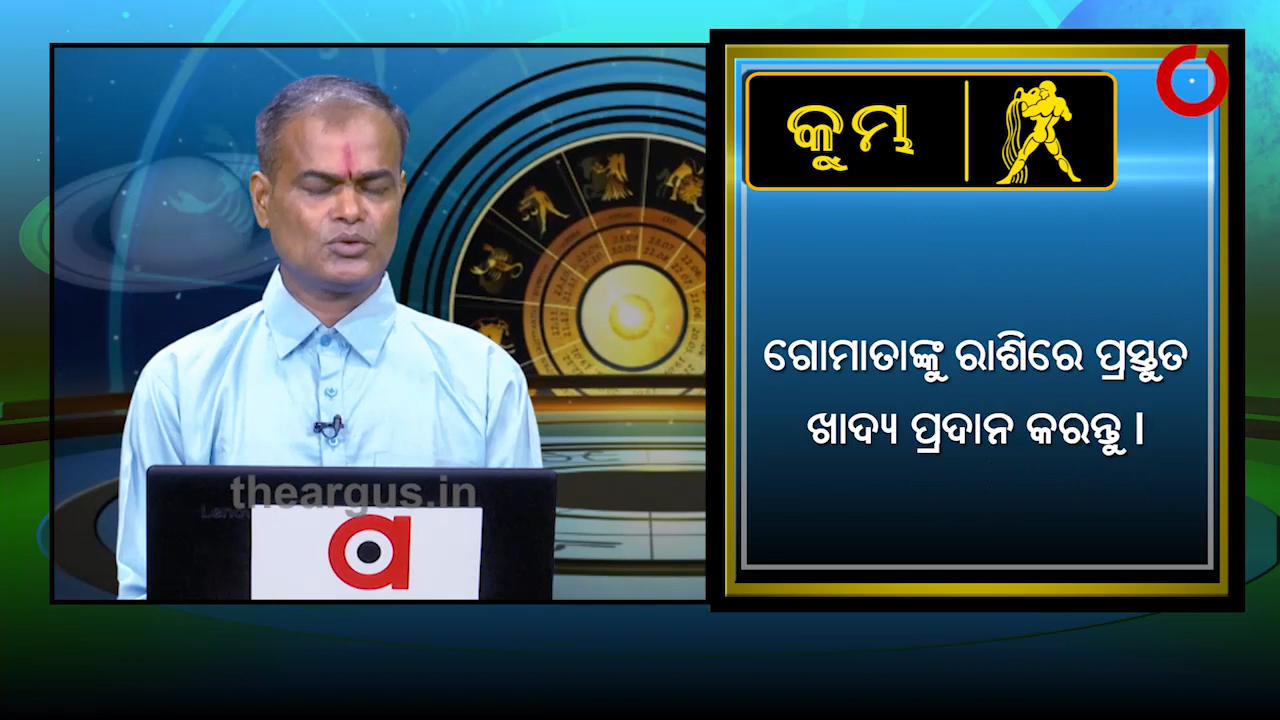 କୁମ୍ଭ
ଗୋମାତାଙ୍କୁ ରାଶିରେ ପ୍ରସ୍ତୁତ
ଖାଦ୍ୟ ପ୍ରଦାନ କରନ୍ତୁ ।
theargus.in
a